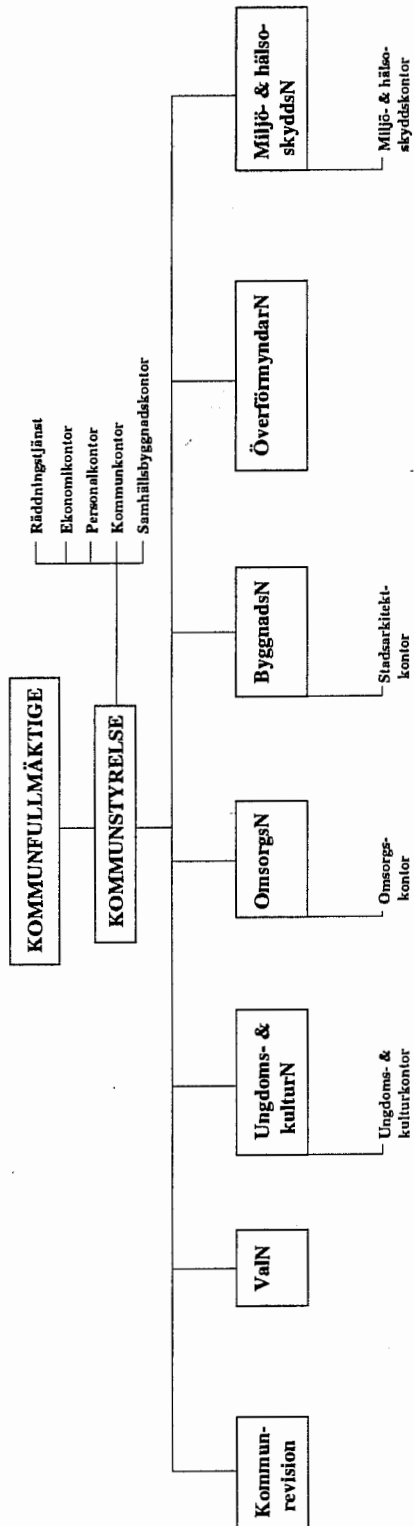 KOMMUNFULLMÄKTIGE
KOMMUNSTYRELSE
Räddningstjänst
Ekonomikontor
Personalkontor
Kommunkontor
Samhällsbyggnadskontor
Kommun-
revision
ValN
Ungdoms- &
kulturN
Ungdoms- &
kulturkontor
OmsorgsN
Omsorgs-
kontor
ByggnadsN
Stadsarkitekt-
kontor
ÖverförmyndarN
Miljö- & hälso-
skyddsN
Miljö- & hälso-
skyddskontor